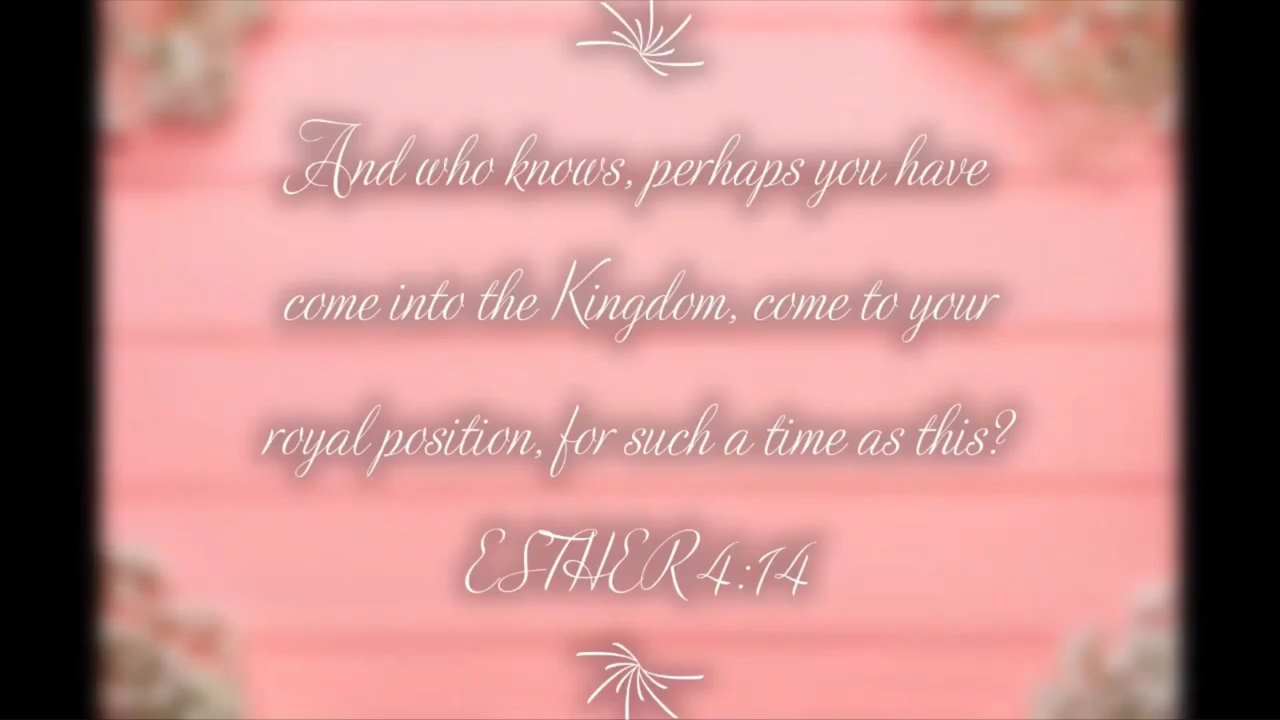 And who knows, perhaps you have
come into the Kingdom, come to your
royal position, for such a time as this?
ESTHER 4:14